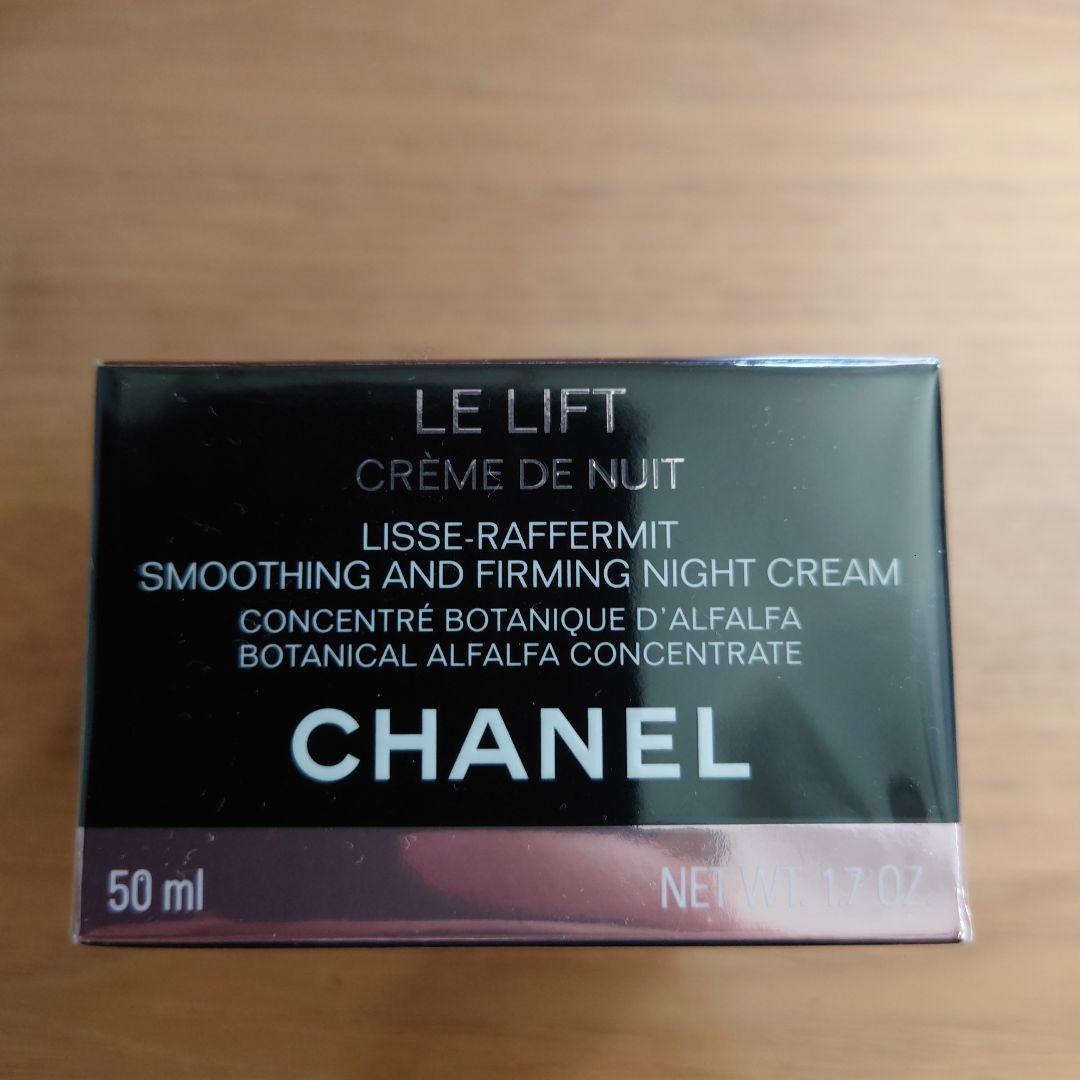 LE LIFT
CRÈME DE NUIT
LISSE-RAFFERMIT
SMOOTHING AND FIRMING NIGHT CREAM
CONCENTRÉ BOTANIQUE D'ALFALFA
BOTANICAL ALFALFA CONCENTRATE
CHANEL
50 ml NET WT. 1.7 OZ.